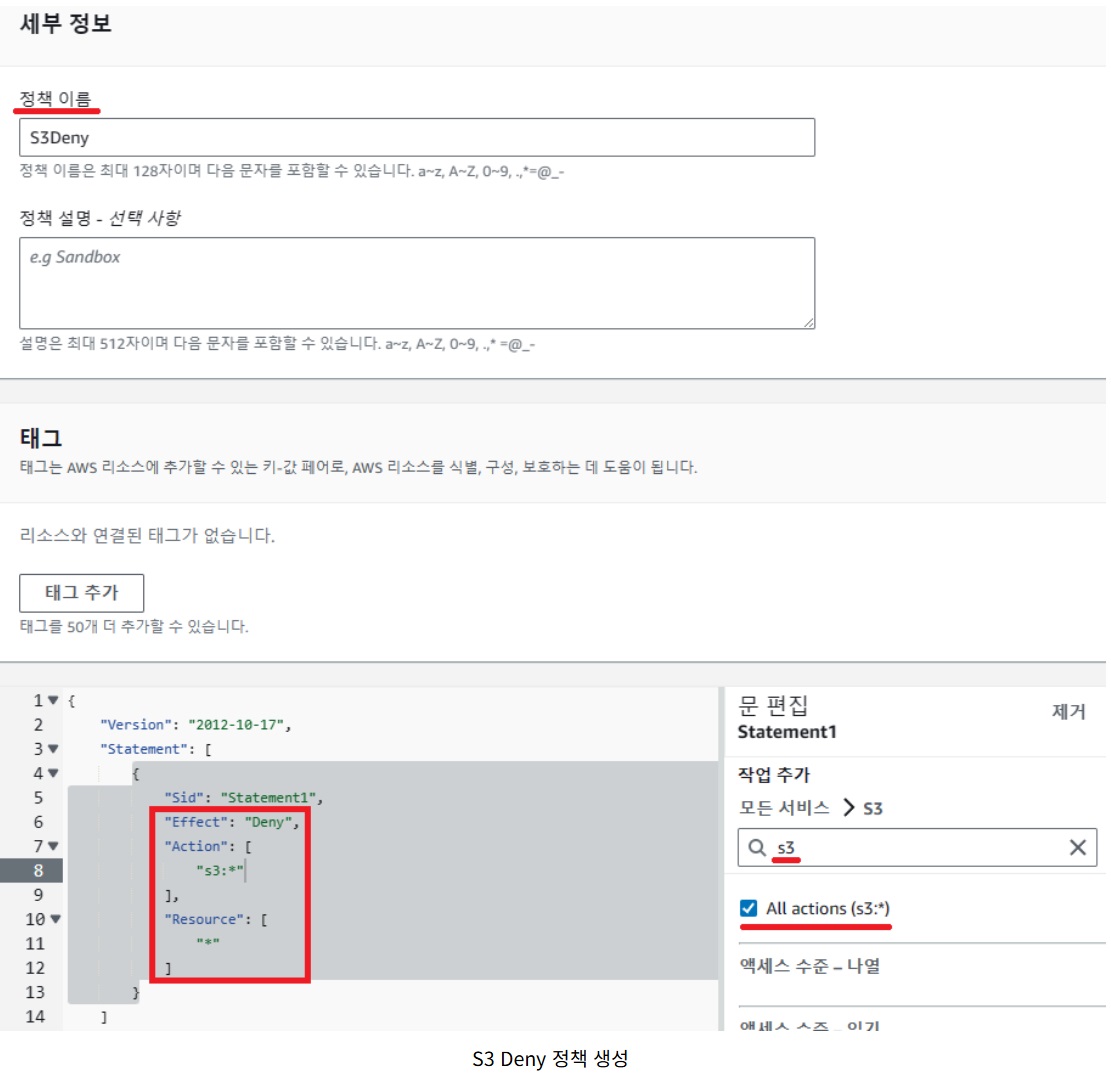 세부 정보
정책 이름
S3Deny
정책 이름은 최대 128자이며 다음 문자를 포함할 수 있습니다. a~z, A~Z, 0~9, .,*=@_-
정책 설명 - 선택 사항
e.g Sandbox
설명은 최대 512자이며 다음 문자를 포함할 수 있습니다. a~z, A~Z, 0~9, .,* =@_-
태그
태그는 AWS 리소스에 추가할 수 있는 키-값 페어로, AWS 리소스를 식별, 구성, 보호하는 데 도움이 됩니다.
리소스와 연결된 태그가 없습니다.
태그 추가
태그를 50개 더 추가할 수 있습니다.
1 {
2 "Version": "2012-10-17",
3 "Statement": [
4 {
5 "Sid": "Statement1",
6 "Effect": "Deny",
7 "Action": [
8 "s3:*"
9 ],
10 "Resource": [
11 "*"
12 ]
13 }
14 ]
문 편집
제거
Statement1
작업 추가
모든 서비스 > S3
s3
All actions (s3:*)
액세스 수준 – 나열
액세스 수준 – 읽기
S3 Deny 정책 생성